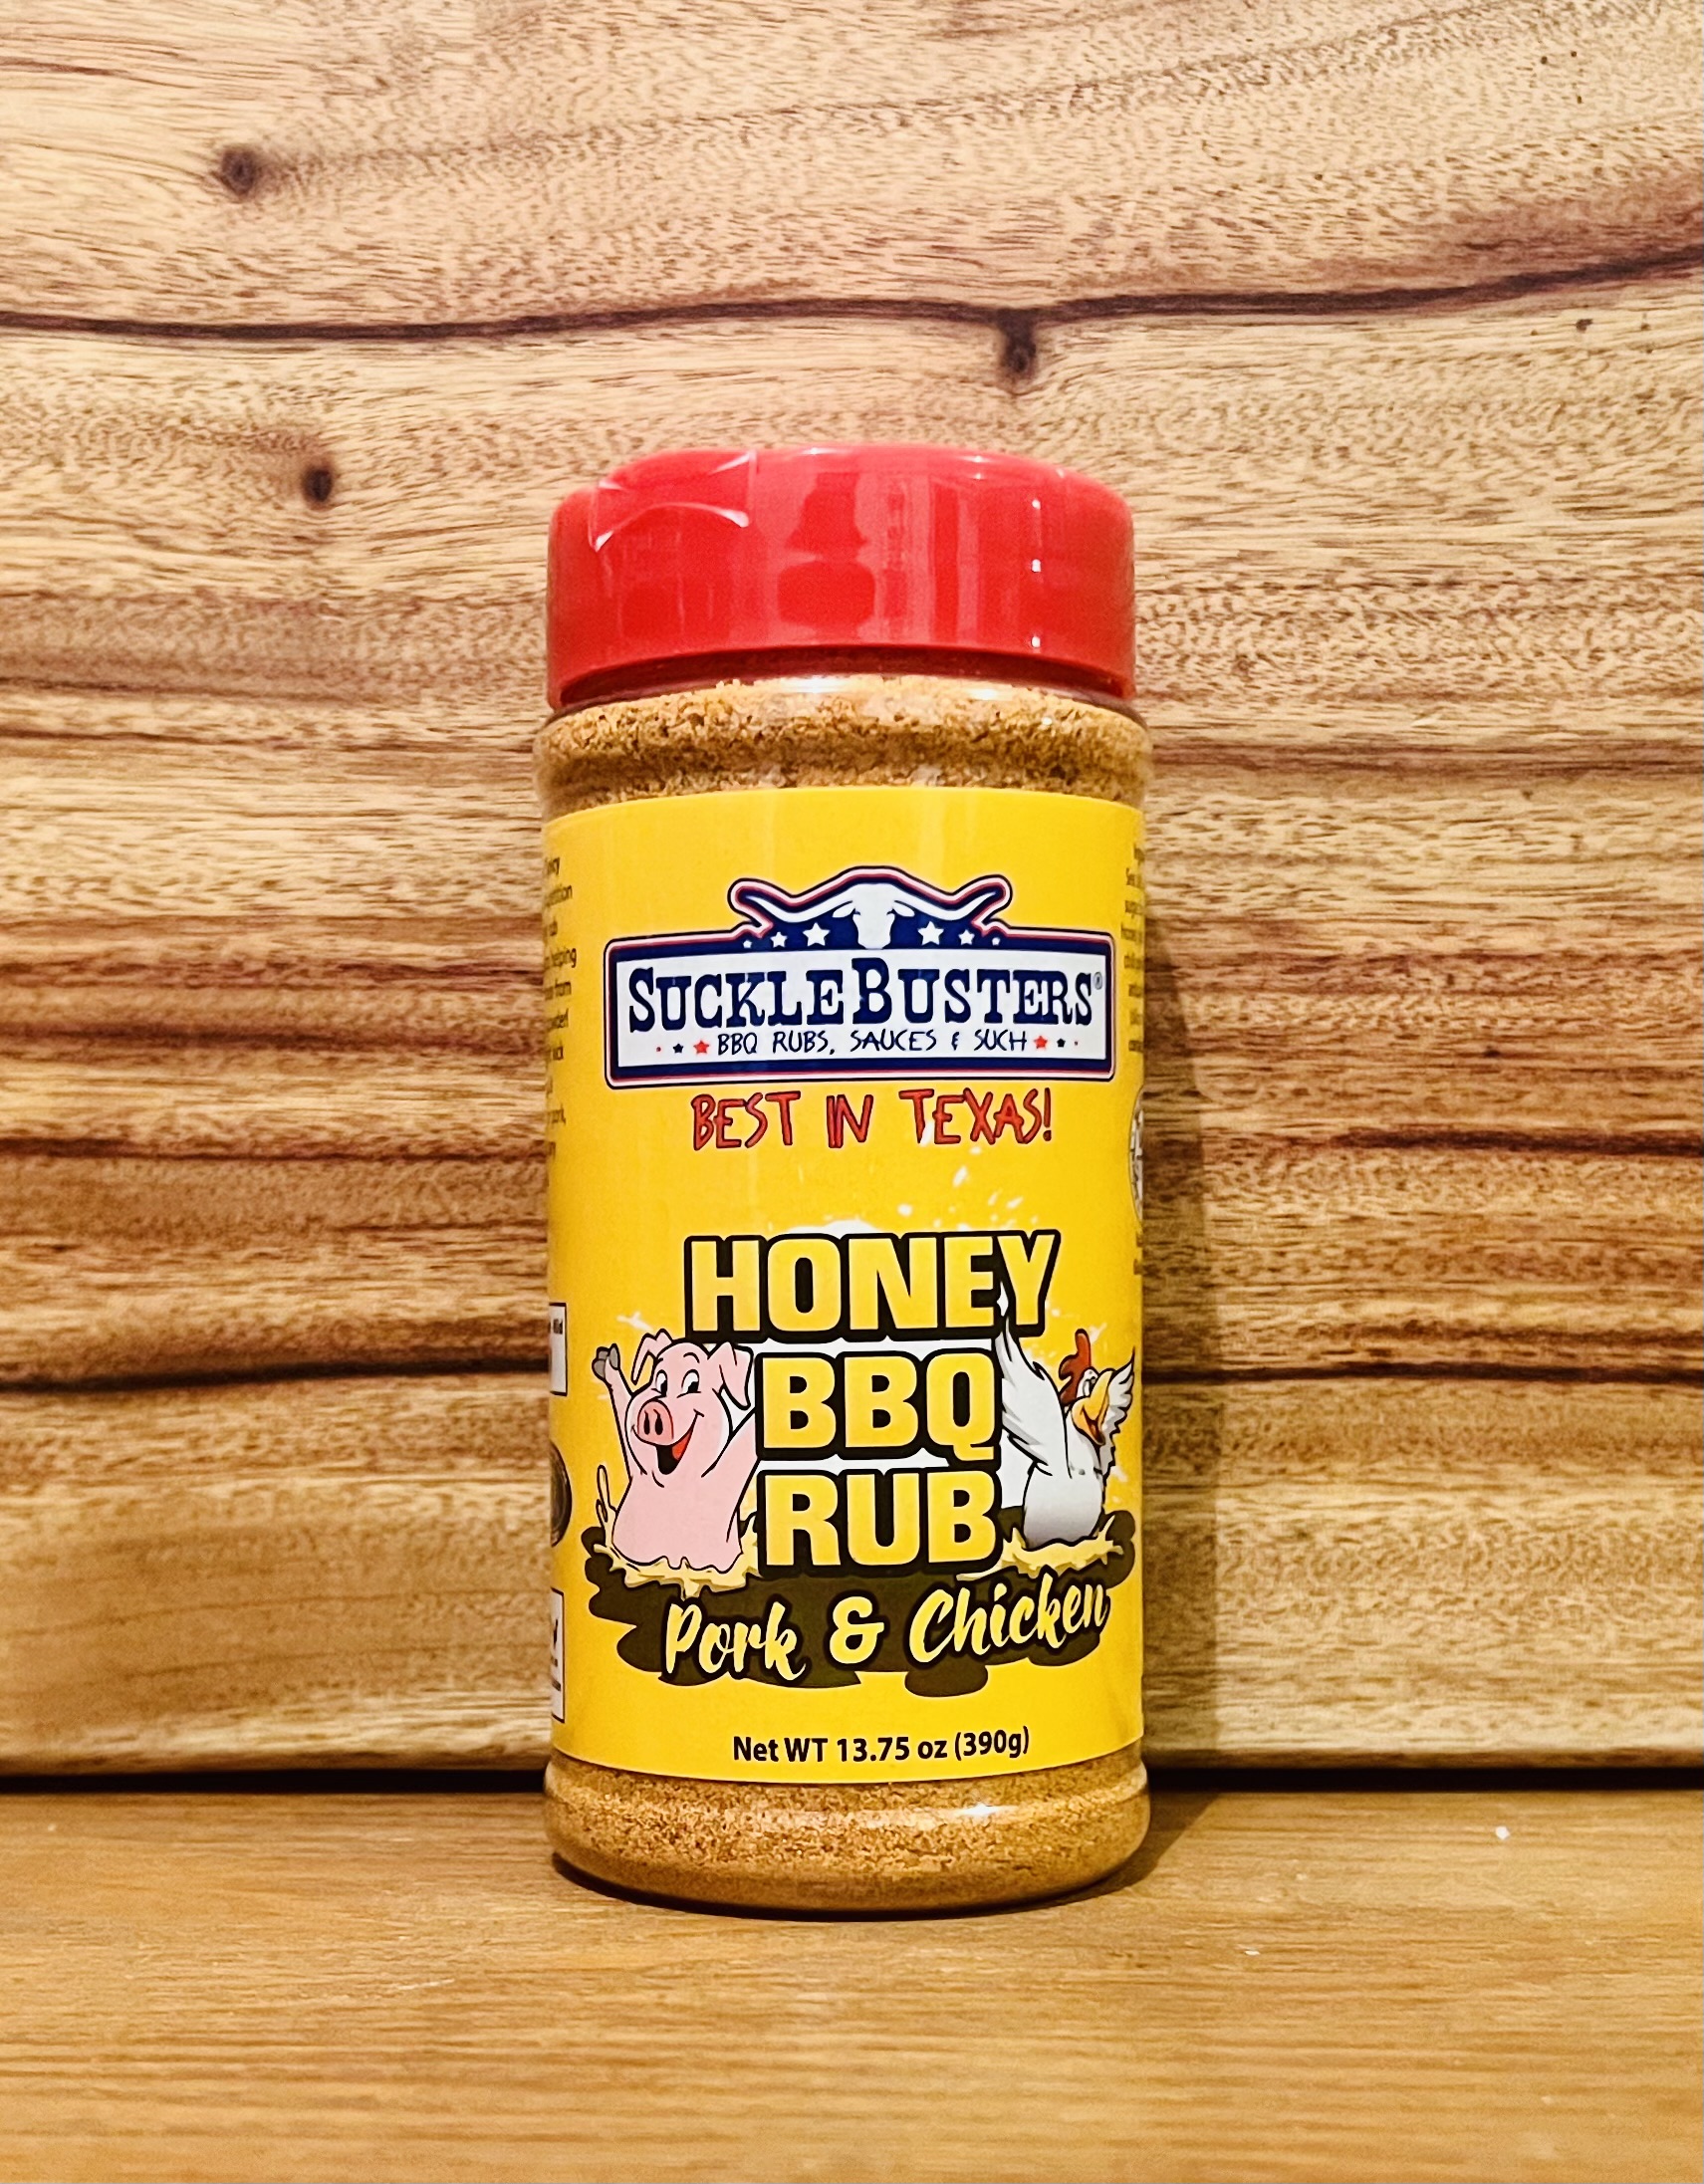 SUCKLEBUSTERS®
BBQ RUBS, SAUCES & SUCH
BEST IN TEXAS!
HONEY
BBQ
RUB
Pork & Chicken
Net WT 13.75 oz (390g)